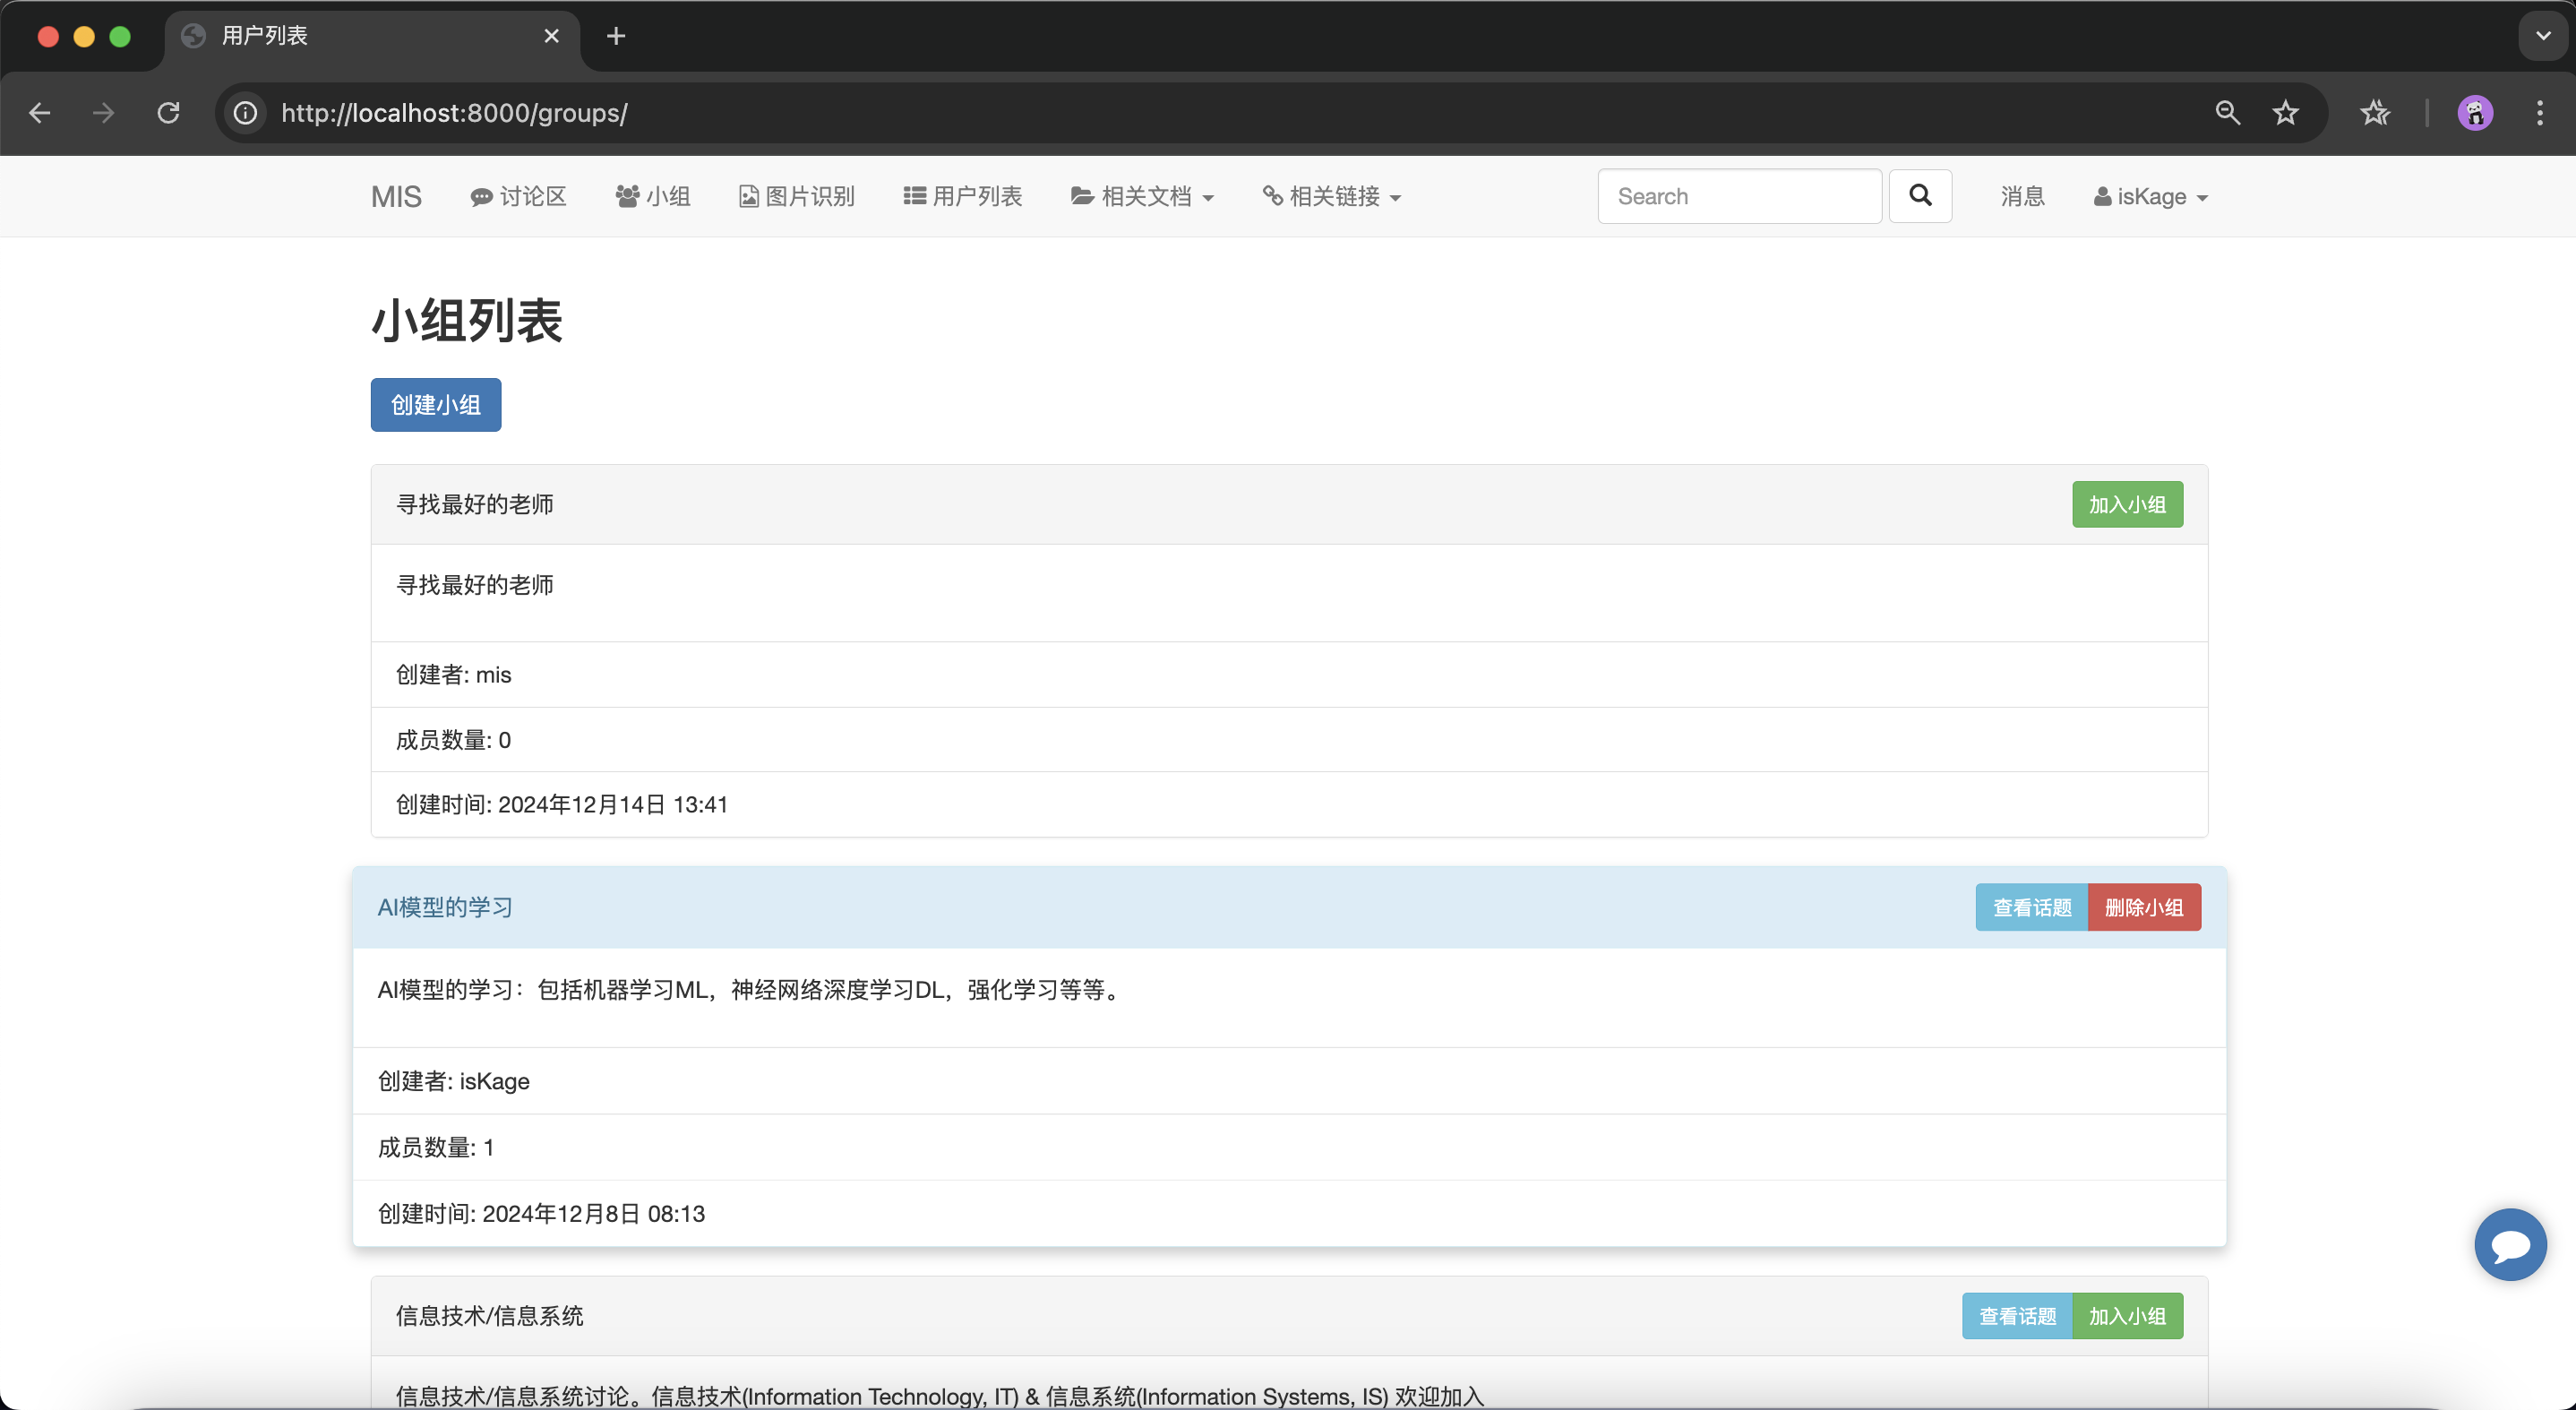 用户列表
http://localhost:8000/groups/
MIS 讨论区 小组 图片识别 用户列表 相关文档 相关链接 Search 消息 isKage
小组列表
创建小组
寻找最好的老师 加入小组
寻找最好的老师
创建者: mis
成员数量: 0
创建时间: 2024年12月14日 13:41
AI模型的学习 查看话题 删除小组
AI模型的学习：包括机器学习ML，神经网络深度学习DL，强化学习等等。
创建者: isKage
成员数量: 1
创建时间: 2024年12月8日 08:13
信息技术/信息系统 查看话题 加入小组
信息技术/信息系统讨论。信息技术(Information Technology, IT) & 信息系统(Information Systems, IS) 欢迎加入